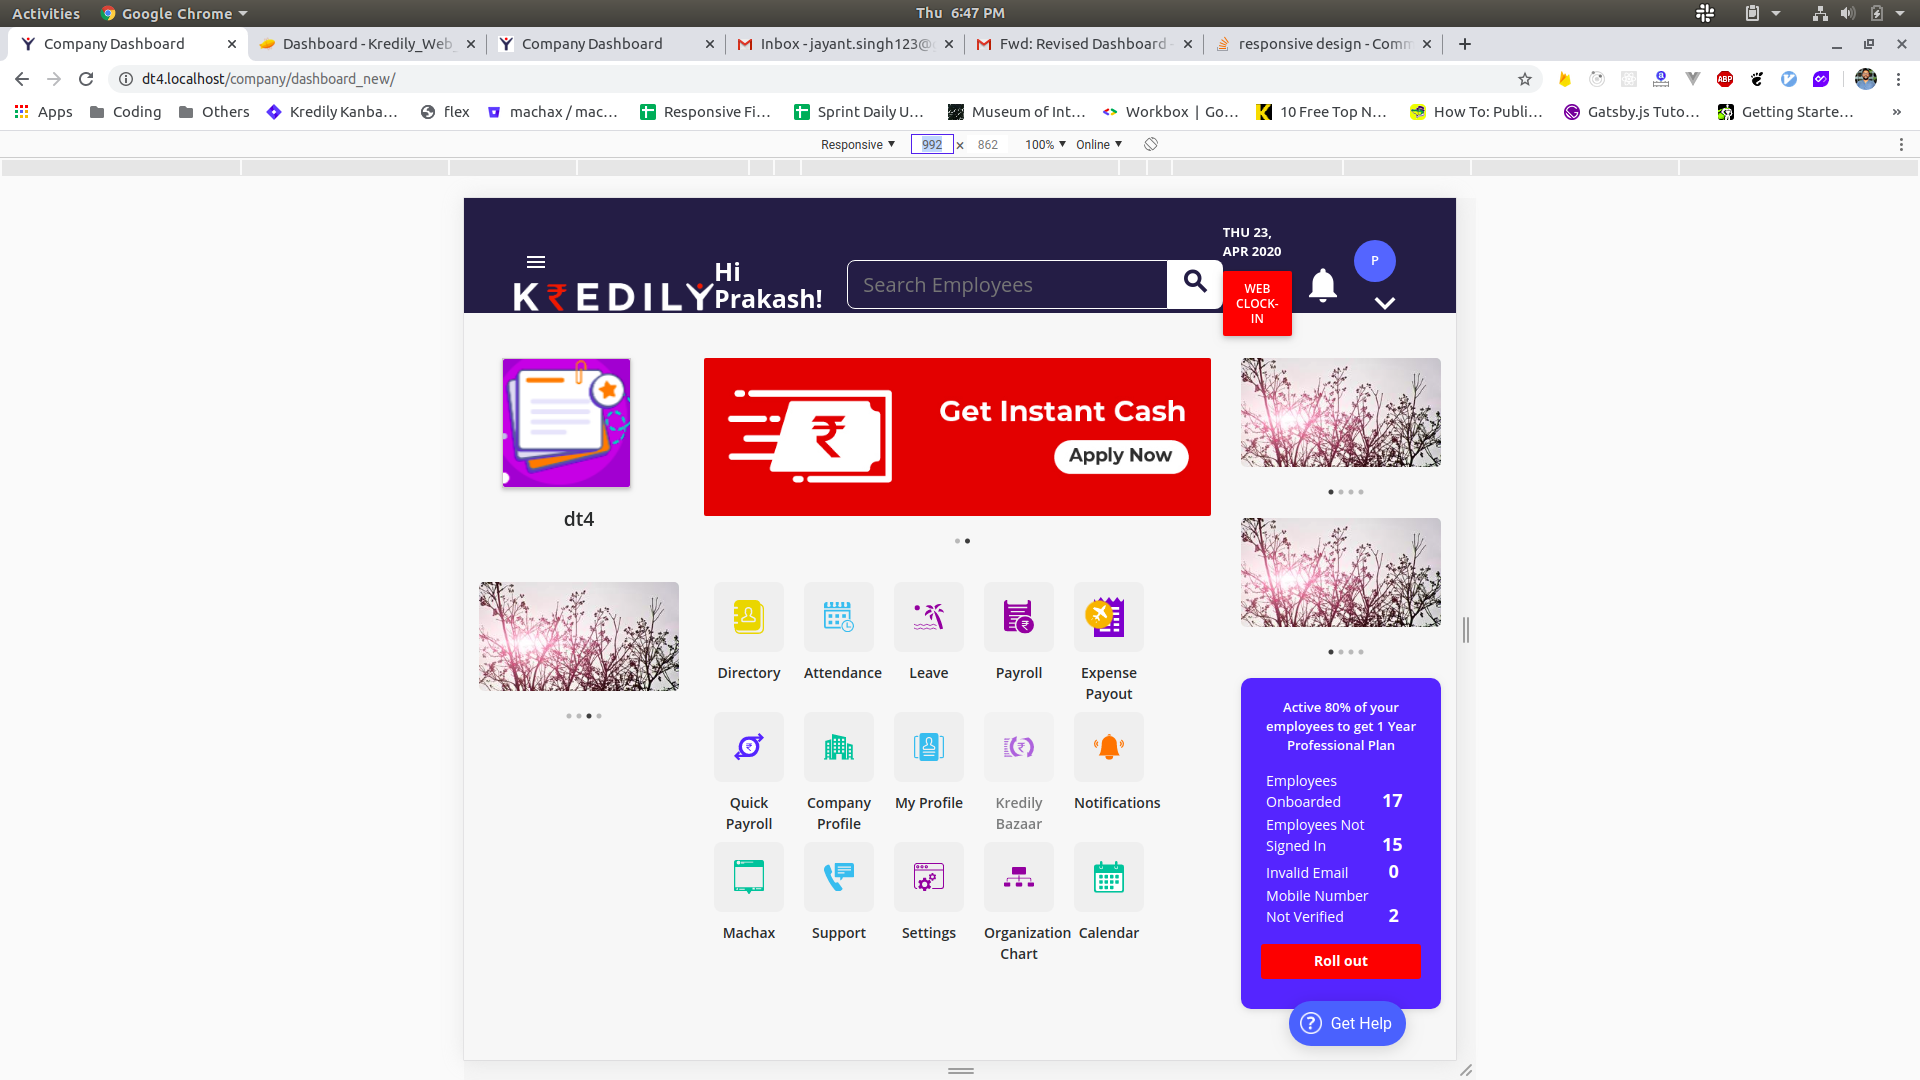 Activities
Google Chrome
Thu 6:47 PM
Company Dashboard
Dashboard - Kredily_Web_
Company Dashboard
Inbox - jayant.singh123@
Fwd: Revised Dashboard -
responsive design - Comm
dt4.localhost/company/dashboard_new/
Apps
Coding
Others
Kredily Kanba...
flex
machax / mac...
Responsive Fi...
Sprint Daily U...
Museum of Int...
Workbox | Go...
10 Free Top N...
How To: Publi...
Gatsby.js Tuto...
Getting Starte...
»
Responsive
992 × 862
100%
Online
KREDILY
Hi
Prakash!
Search Employees
THU 23,
APR 2020
WEB
CLOCK-
IN
P
dt4
Get Instant Cash
Apply Now
Directory
Attendance
Leave
Payroll
Expense
Payout
Quick
Payroll
Company
Profile
My Profile
Kredily
Bazaar
Notifications
Machax
Support
Settings
Organization
Chart
Calendar
Active 80% of your
employees to get 1 Year
Professional Plan
Employees
Onboarded 17
Employees Not
Signed In 15
Invalid Email 0
Mobile Number
Not Verified 2
Roll out
? Get Help